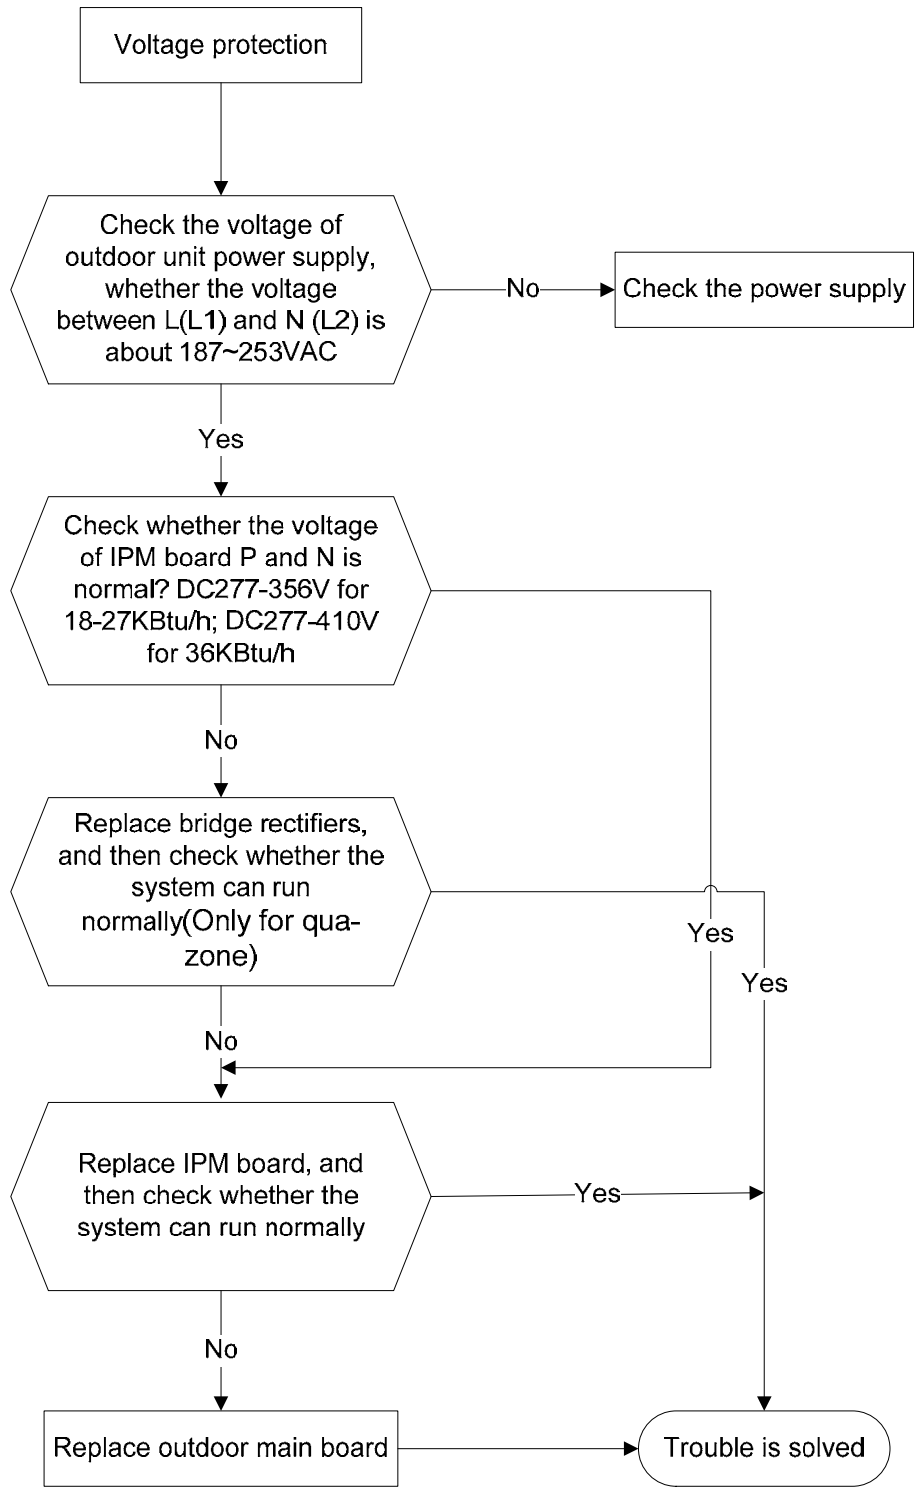 Voltage protection
Check the voltage of
outdoor unit power supply,
whether the voltage
between L(L1) and N (L2) is
about 187~253VAC
No
Check the power supply
Yes
Check whether the voltage
of IPM board P and N is
normal? DC277-356V for
18-27KBtu/h; DC277-410V
for 36KBtu/h
No
Replace bridge rectifiers,
and then check whether the
system can run
normally(Only for qua-
zone)
Yes
Yes
No
Replace IPM board, and
then check whether the
system can run normally
Yes
No
Replace outdoor main board
Trouble is solved